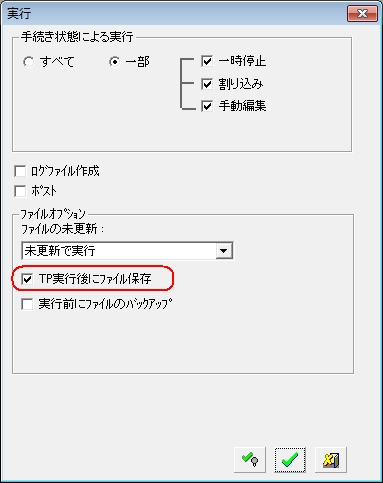 実行
手続き状態による実行
すべて
一部
一時停止
割り込み
手動編集
ﾛｸﾞﾌｧｲﾙ作成
ﾎﾟｽﾄ
ﾌｧｲﾙｵﾌﾟｼｮﾝ
ファイルの未更新：
未更新で実行
TP実行後にﾌｧｲﾙ保存
実行前にﾌｧｲﾙのﾊﾞｯｸｱｯﾌﾟ